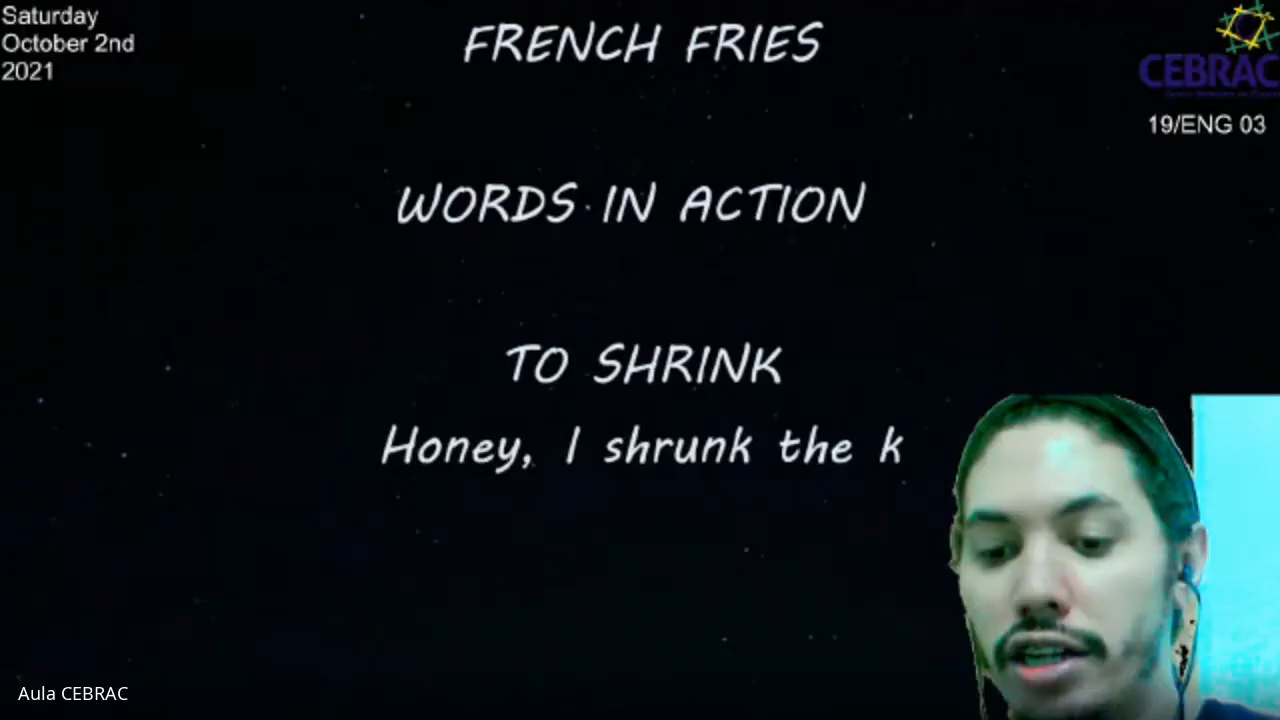 Saturday
October 2nd
2021
FRENCH FRIES
CEBRAC
19/ENG 03
WORDS IN ACTION
TO SHRINK
Honey, I shrunk the k
Aula CEBRAC